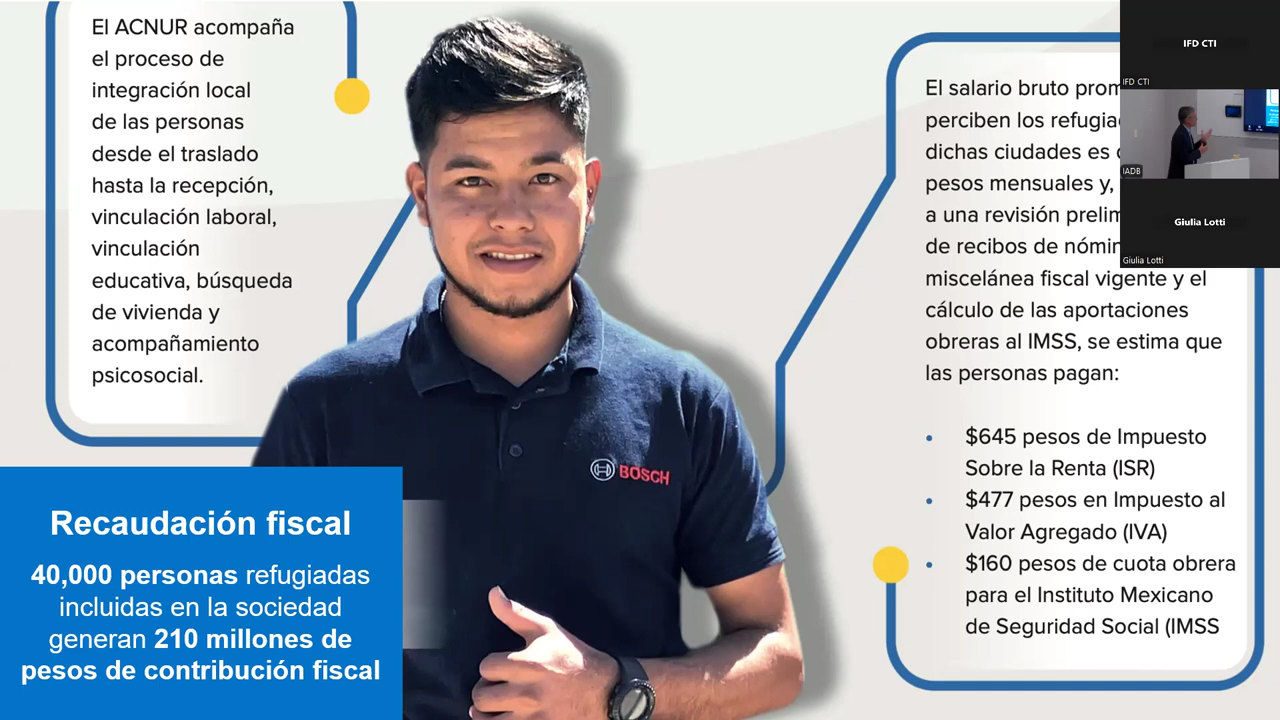 El ACNUR acompaña
el proceso de
integración local
de las personas
desde el traslado
hasta la recepción,
vinculación laboral,
vinculación
educativa, búsqueda
de vivienda y
acompañamiento
psicosocial.
Recaudación fiscal
40,000 personas refugiadas
incluidas en la sociedad
generan 210 millones de
pesos de contribución fiscal
BOSCH
El salario bruto
perciben los
dichas ciudades es
pesos mensuales y,
a una revisión
de recibos de
miscelánea fiscal vigente y el
cálculo de las aportaciones
obreras al IMSS, se estima que
las personas pagan:
• $645 pesos de Impuesto
Sobre la Renta (ISR)
• $477 pesos en Impuesto al
Valor Agregado (IVA)
• $160 pesos de cuota obrera
para el Instituto Mexicano
de Seguridad Social (IMSS
IFD CTI
IFD CTI
IADB
Giulia Lotti
Giulia Lotti